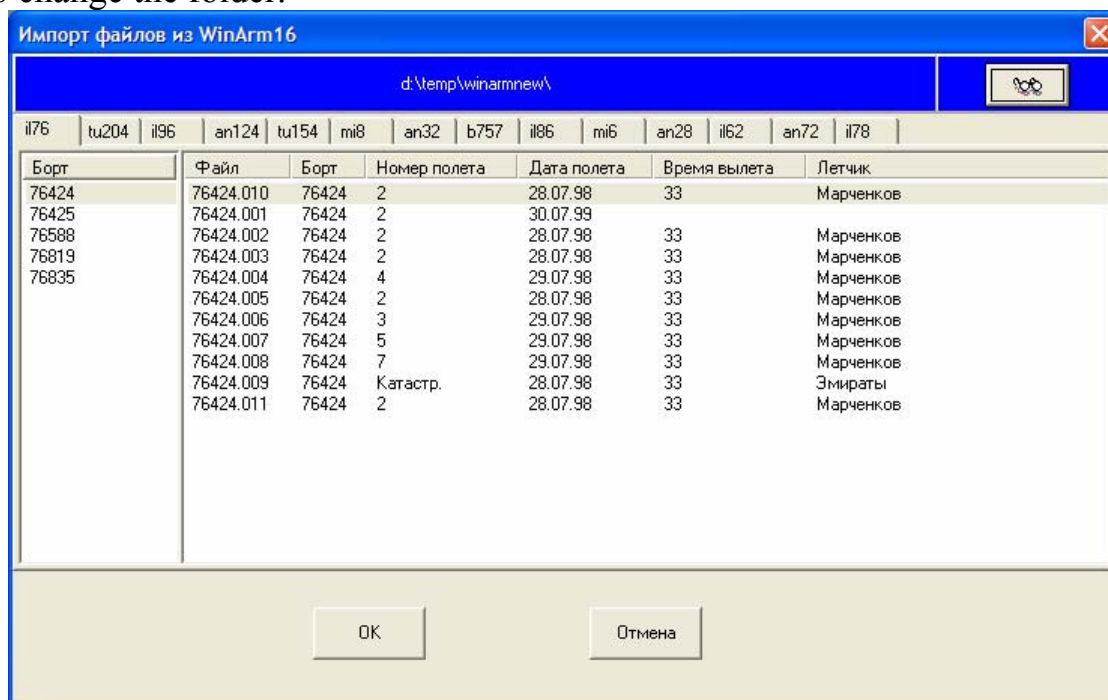 to change the folder.
Импорт файлов из WinArm16
d:\temp\winarmnew\
il76 tu204 il96 an124 tu154 mi8 an32 b757 il86 mi6 an28 il62 an72 il78
Борт Файл Борт Номер полета Дата полета Время вылета Летчик
76424 76424.010 76424 2 28.07.98 33 Марченков
76425 76424.001 76424 2 30.07.99
76588 76424.002 76424 2 28.07.98 33 Марченков
76819 76424.003 76424 2 28.07.98 33 Марченков
76835 76424.004 76424 4 29.07.98 33 Марченков
76424.005 76424 2 28.07.98 33 Марченков
76424.006 76424 3 29.07.98 33 Марченков
76424.007 76424 5 29.07.98 33 Марченков
76424.008 76424 7 29.07.98 33 Марченков
76424.009 76424 Катастр. 28.07.98 33 Эмираты
76424.011 76424 2 28.07.98 33 Марченков
OK Отмена